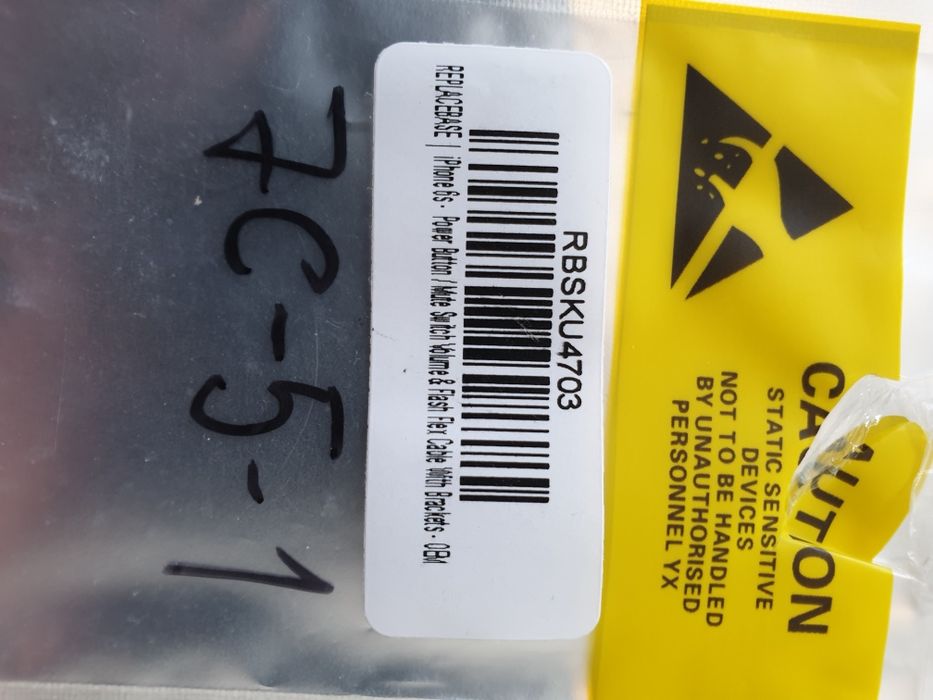 CAUTION
STATIC SENSITIVE
DEVICES
NOT TO BE HANDLED
BY UNAUTHORISED
PERSONNEL YX
RBSKU4703
REPLACEBASE | iPhone 6s - Power Button / Mute Switch Volume & Flash Flex Cable With Brackets - OEM
7C-5-1